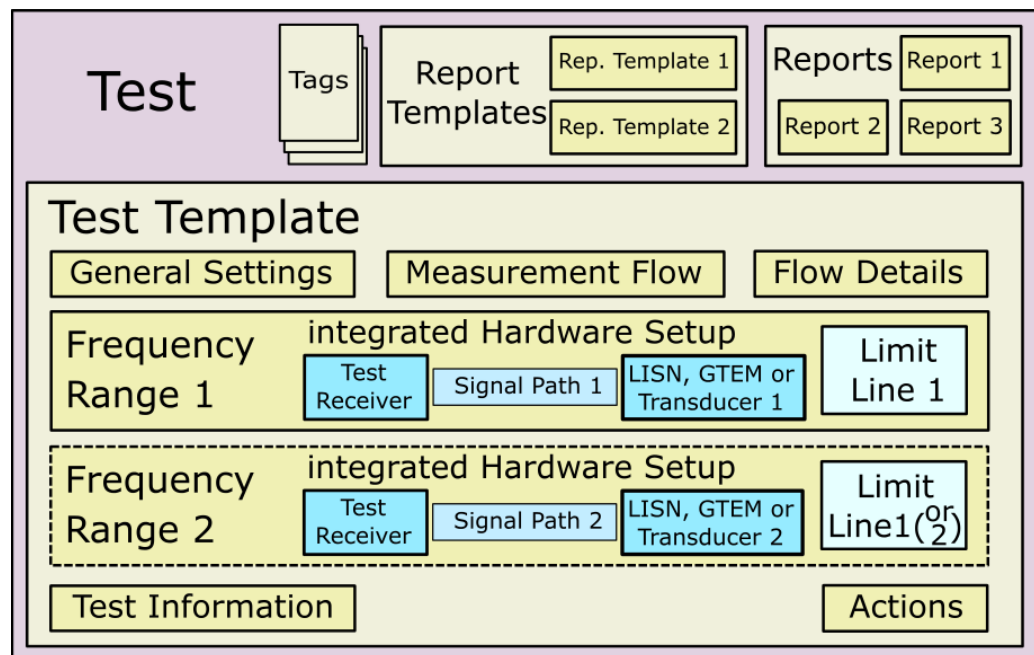 Test
Tags
Report
Templates
Rep. Template 1
Rep. Template 2
Reports
Report 1
Report 2
Report 3
Test Template
General Settings
Measurement Flow
Flow Details
Frequency
Range 1
integrated Hardware Setup
Test
Receiver
Signal Path 1
LISN, GTEM or
Transducer 1
Limit
Line 1
Frequency
Range 2
integrated Hardware Setup
Test
Receiver
Signal Path 2
LISN, GTEM or
Transducer 2
Limit
Line1(or 2)
Test Information
Actions